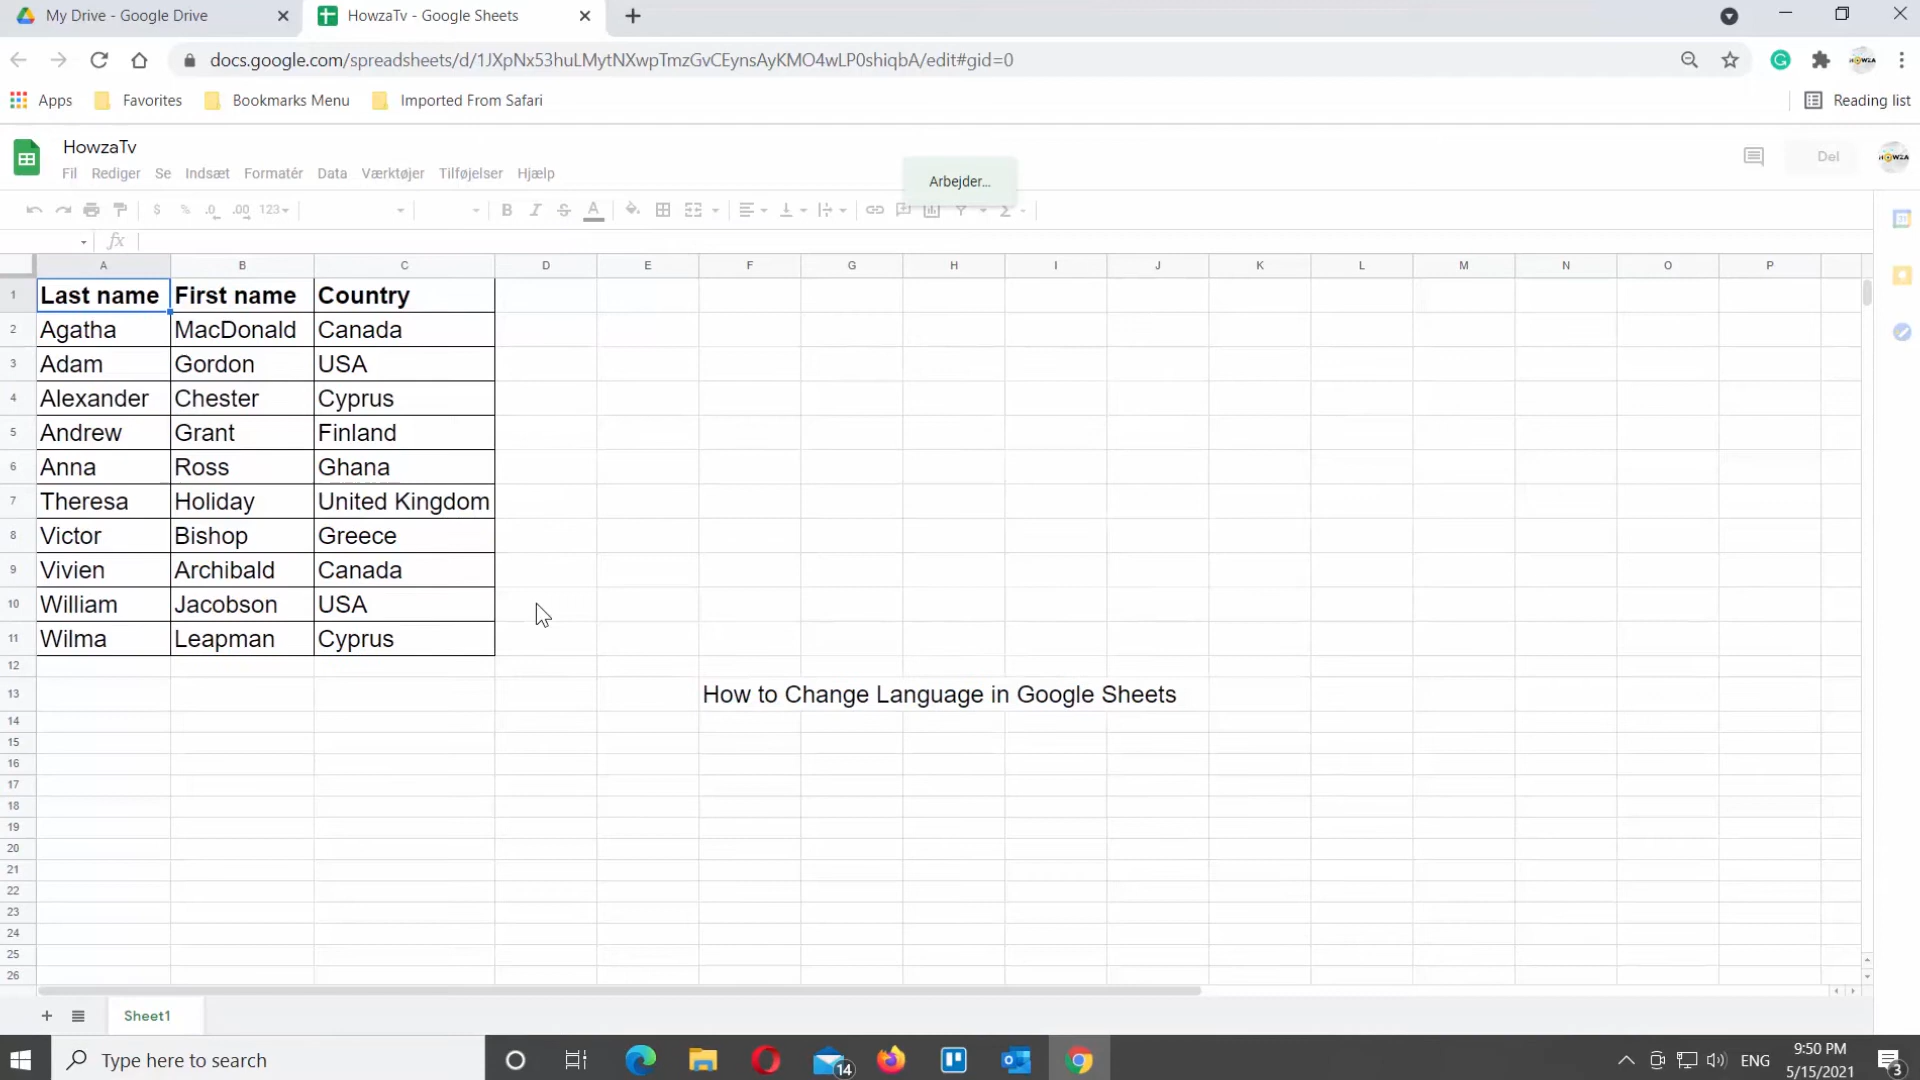 My Drive - Google Drive
HowzaTv - Google Sheets
docs.google.com/spreadsheets/d/1JXpNx53huLMytNXwpTmzGvCEynsAyKMO4wLP0shiqbA/edit#gid=0
Apps Favorites Bookmarks Menu Imported From Safari Reading list
HowzaTv
Fil Rediger Se Indsæt Formatér Data Værktøjer Tilføjelser Hjælp
Arbejder...
Del
$ % .0 .00 123 B I S A
fx
A B C D E F G H I J K L M N O P
1 Last name First name Country
2 Agatha MacDonald Canada
3 Adam Gordon USA
4 Alexander Chester Cyprus
5 Andrew Grant Finland
6 Anna Ross Ghana
7 Theresa Holiday United Kingdom
8 Victor Bishop Greece
9 Vivien Archibald Canada
10 William Jacobson USA
11 Wilma Leapman Cyprus
12
13 How to Change Language in Google Sheets
14
15
16
17
18
19
20
21
22
23
24
25
26
Sheet1
Type here to search
14
ENG
9:50 PM
5/15/2021
3